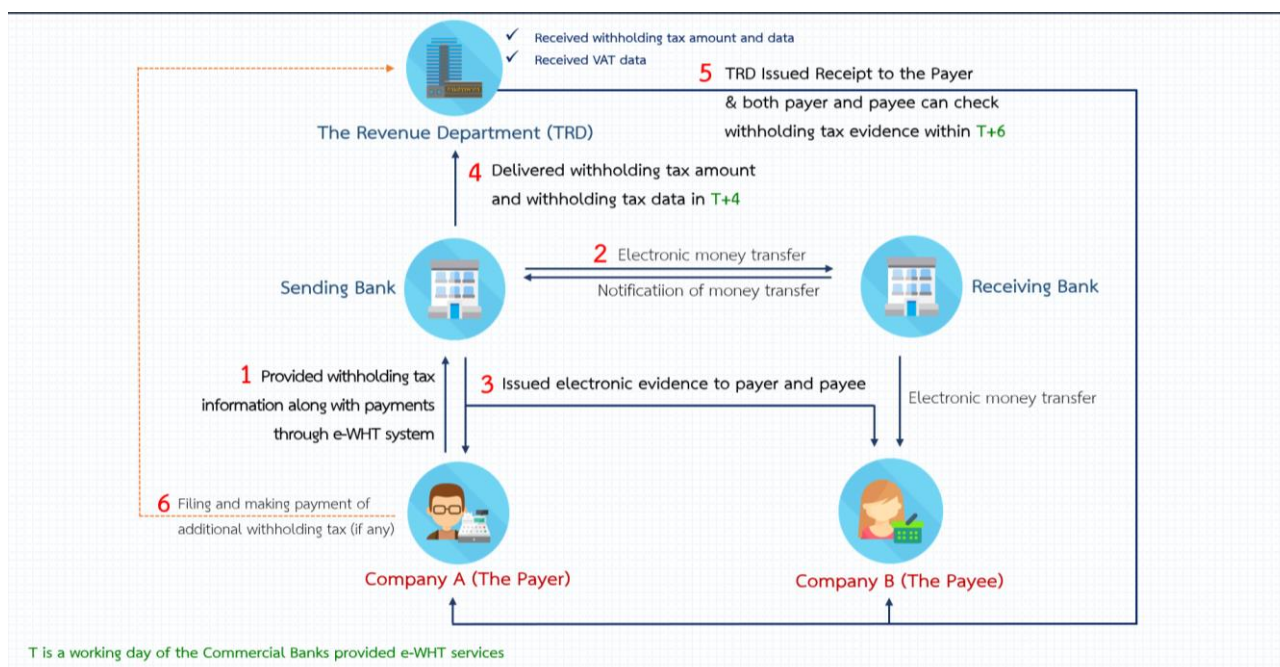 ✓ Received withholding tax amount and data
✓ Received VAT data
5 TRD Issued Receipt to the Payer
& both payer and payee can check
withholding tax evidence within T+6
The Revenue Department (TRD)
4 Delivered withholding tax amount
and withholding tax data in T+4
2 Electronic money transfer
Notificatiion of money transfer
Sending Bank
Receiving Bank
1 Provided withholding tax
information along with payments
through e-WHT system
3 Issued electronic evidence to payer and payee
Electronic money transfer
6 Filing and making payment of
additional withholding tax (if any)
Company A (The Payer)
Company B (The Payee)
T is a working day of the Commercial Banks provided e-WHT services